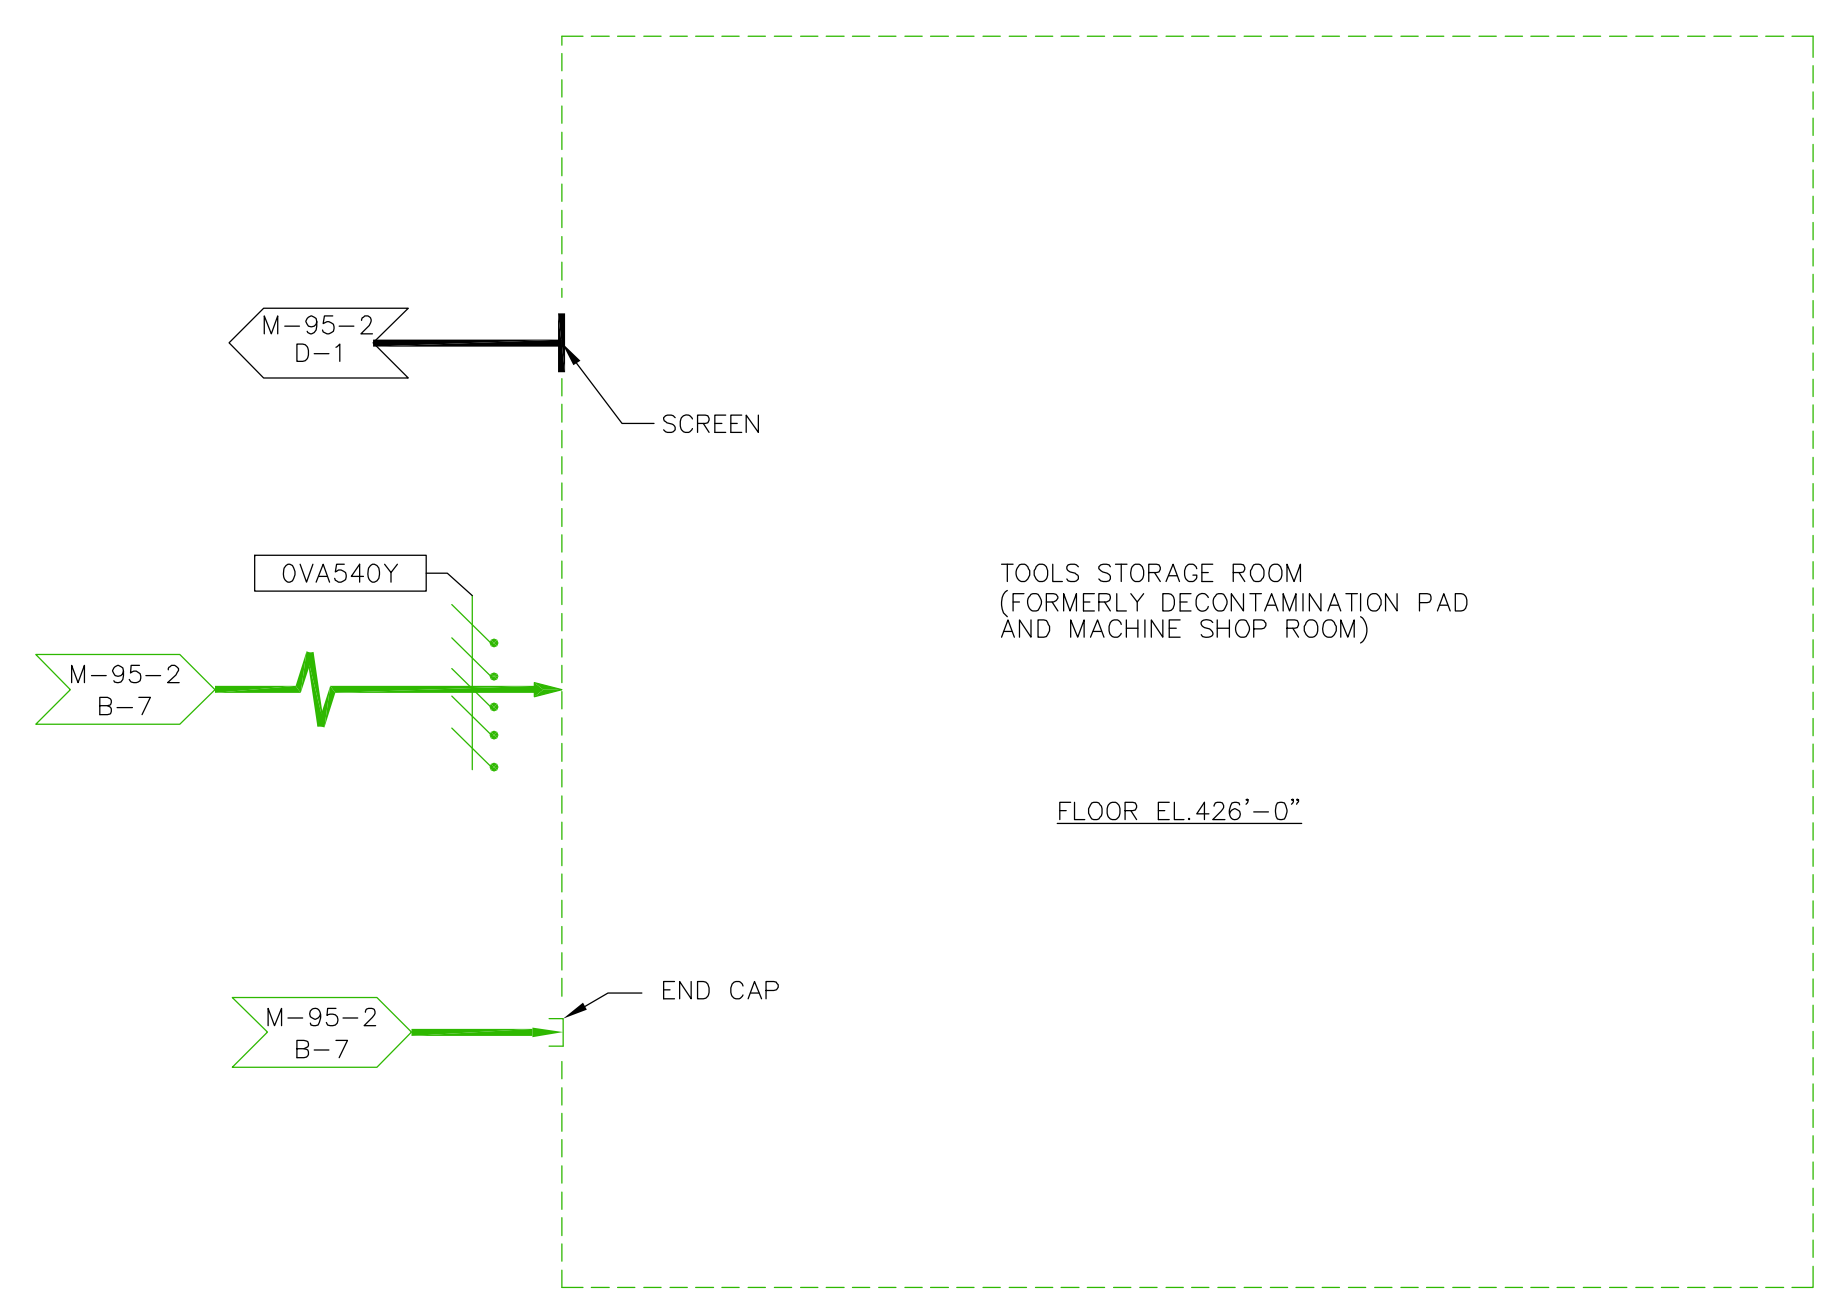 M-95-2
D-1
SCREEN
0VA540Y
TOOLS STORAGE ROOM
(FORMERLY DECONTAMINATION PAD
AND MACHINE SHOP ROOM)
M-95-2
B-7
FLOOR EL.426'-0"
END CAP
M-95-2
B-7